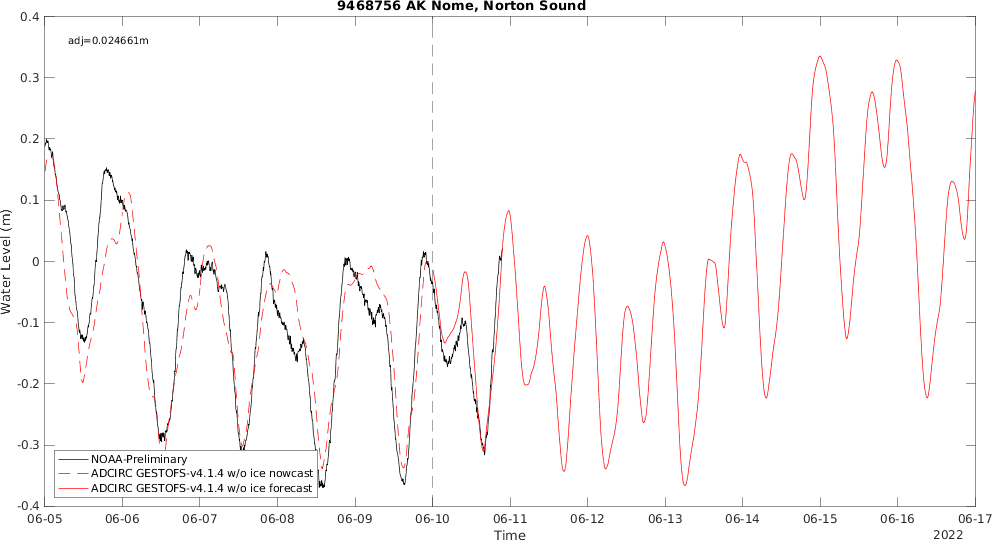 9468756 AK Nome, Norton Sound
adj=0.024661m
0.4
0.3
0.2
0.1
0
-0.1
-0.2
-0.3
-0.4
Water Level (m)
NOAA-Preliminary
ADCIRC GESTOFS-v4.1.4 w/o ice nowcast
ADCIRC GESTOFS-v4.1.4 w/o ice forecast
06-05 06-06 06-07 06-08 06-09 06-10 06-11 06-12 06-13 06-14 06-15 06-16 06-17
Time
2022